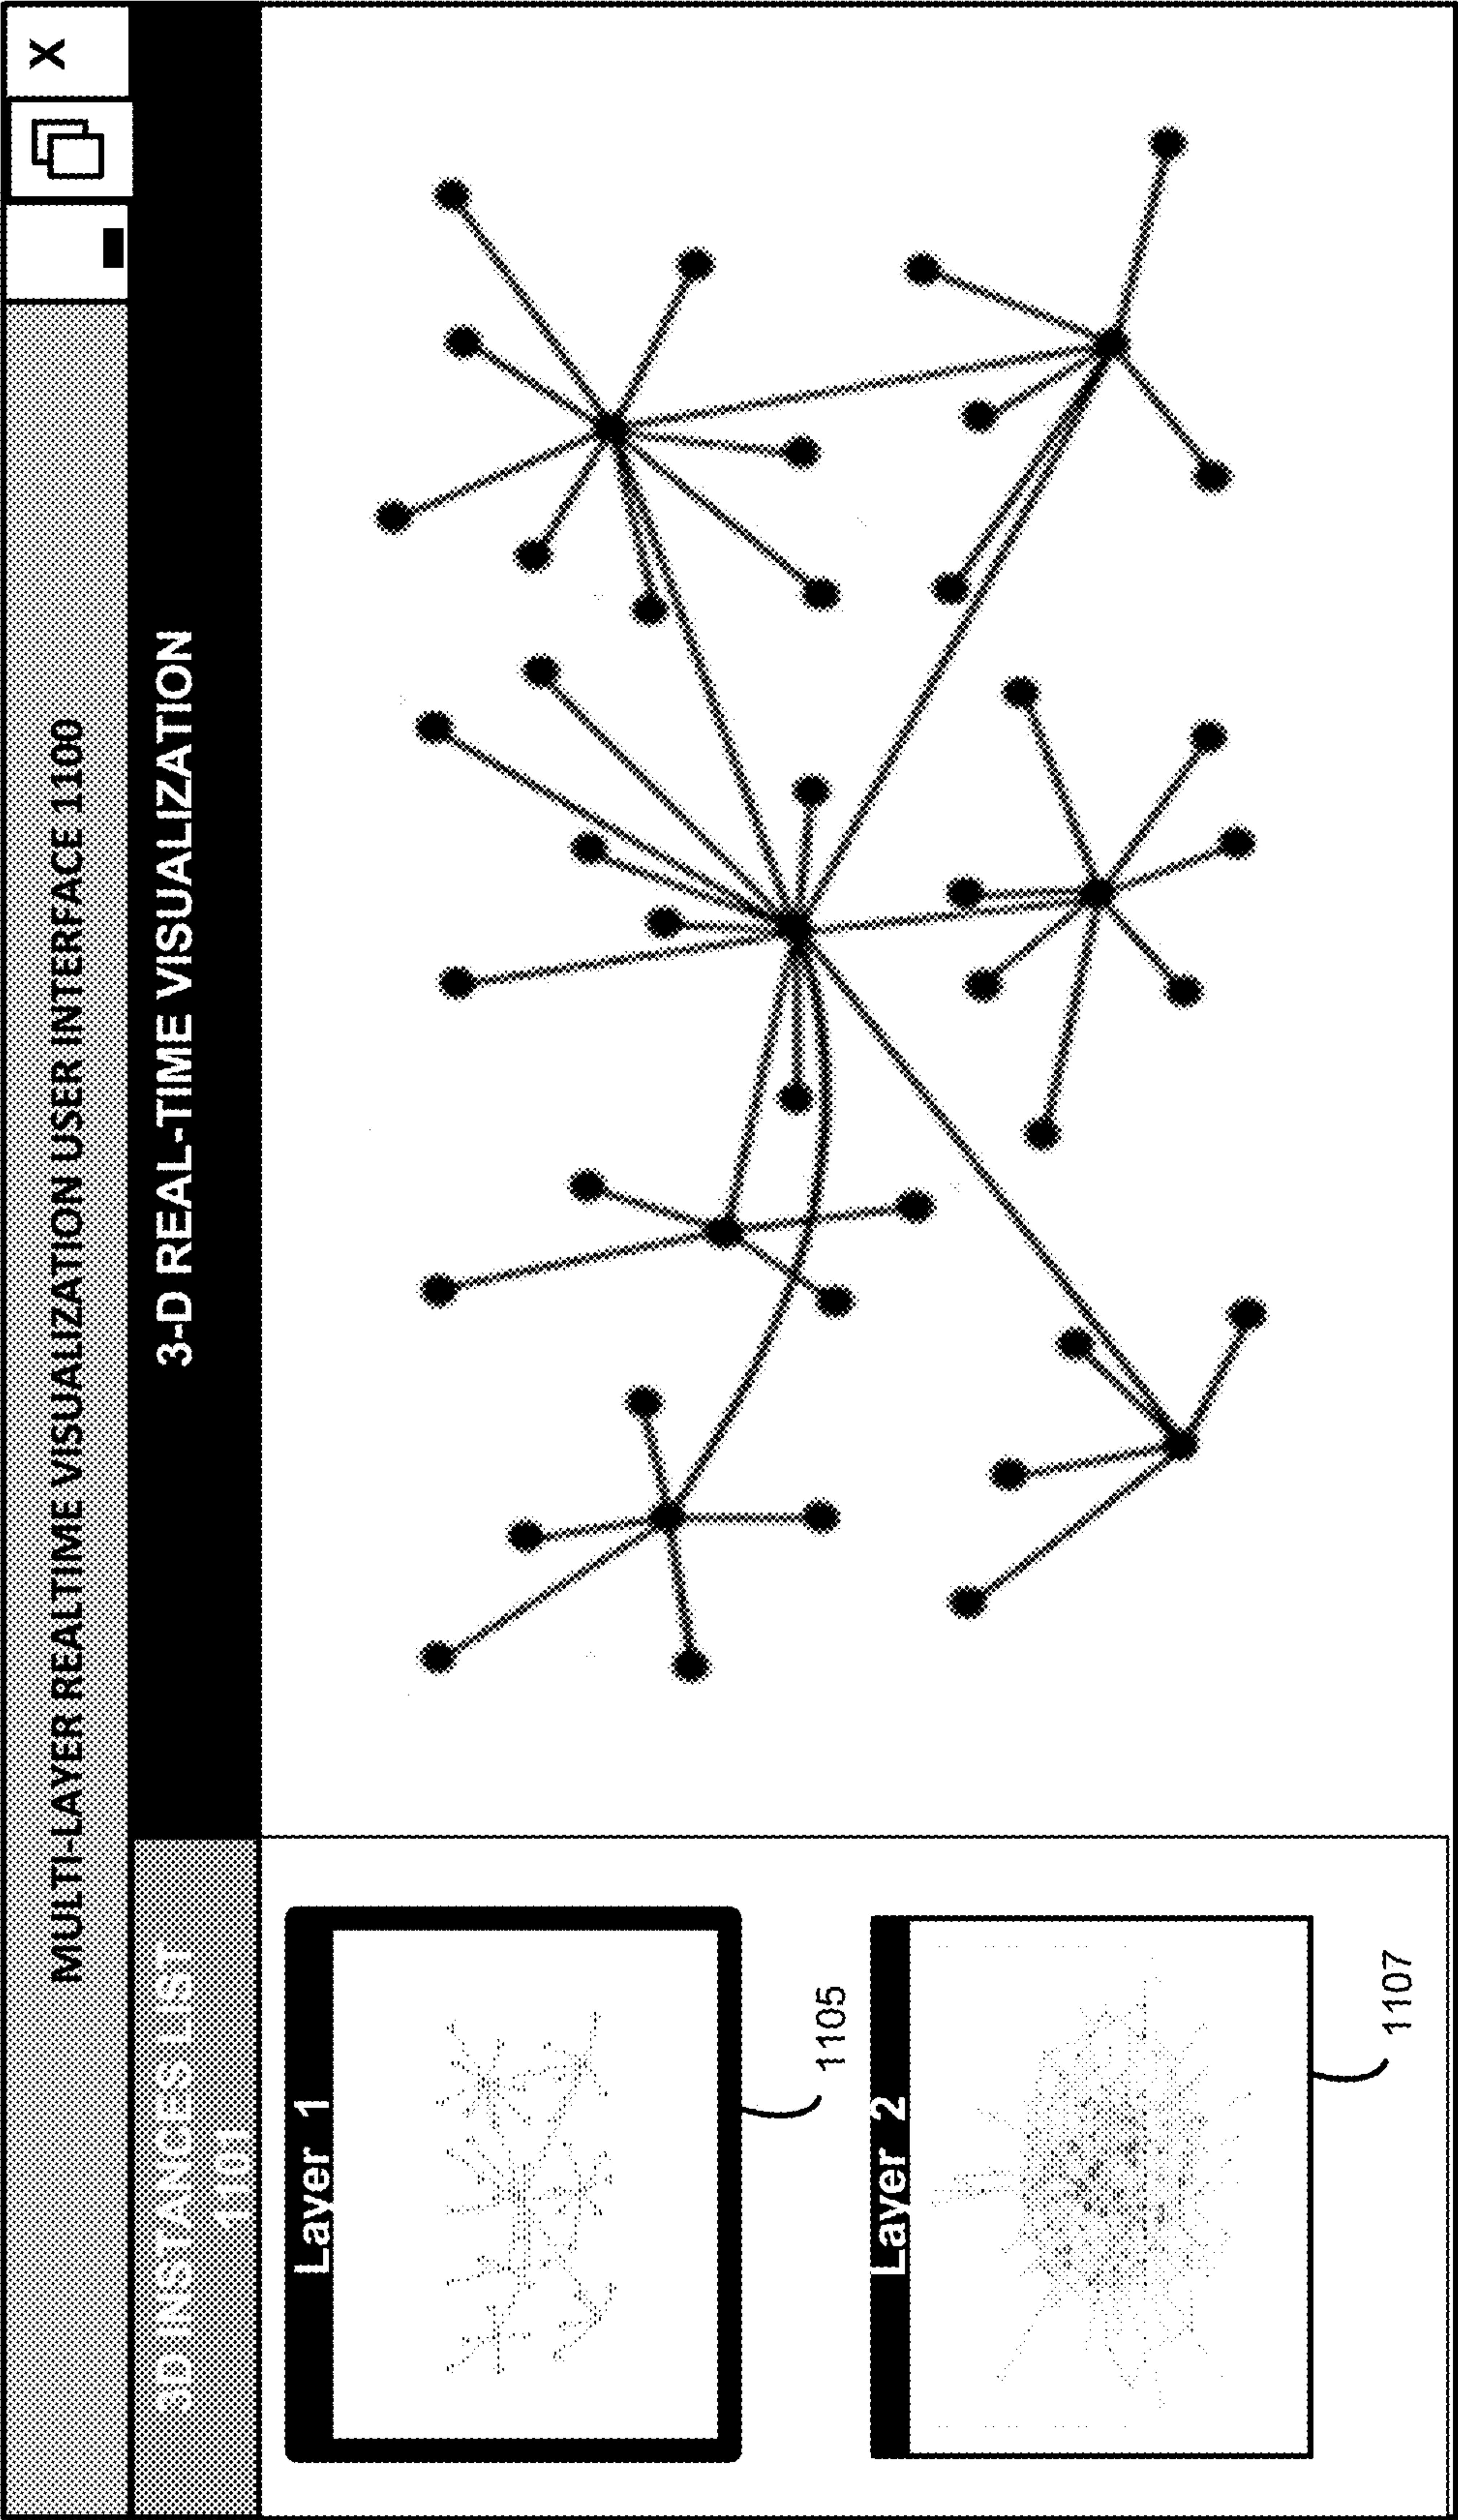 MULTI-LAYER REALTIME VISUALIZATION USER INTERFACE 1100
X
3D INSTANCES LIST
1101
3-D REAL-TIME VISUALIZATION
Layer 1
1105
Layer 2
1107